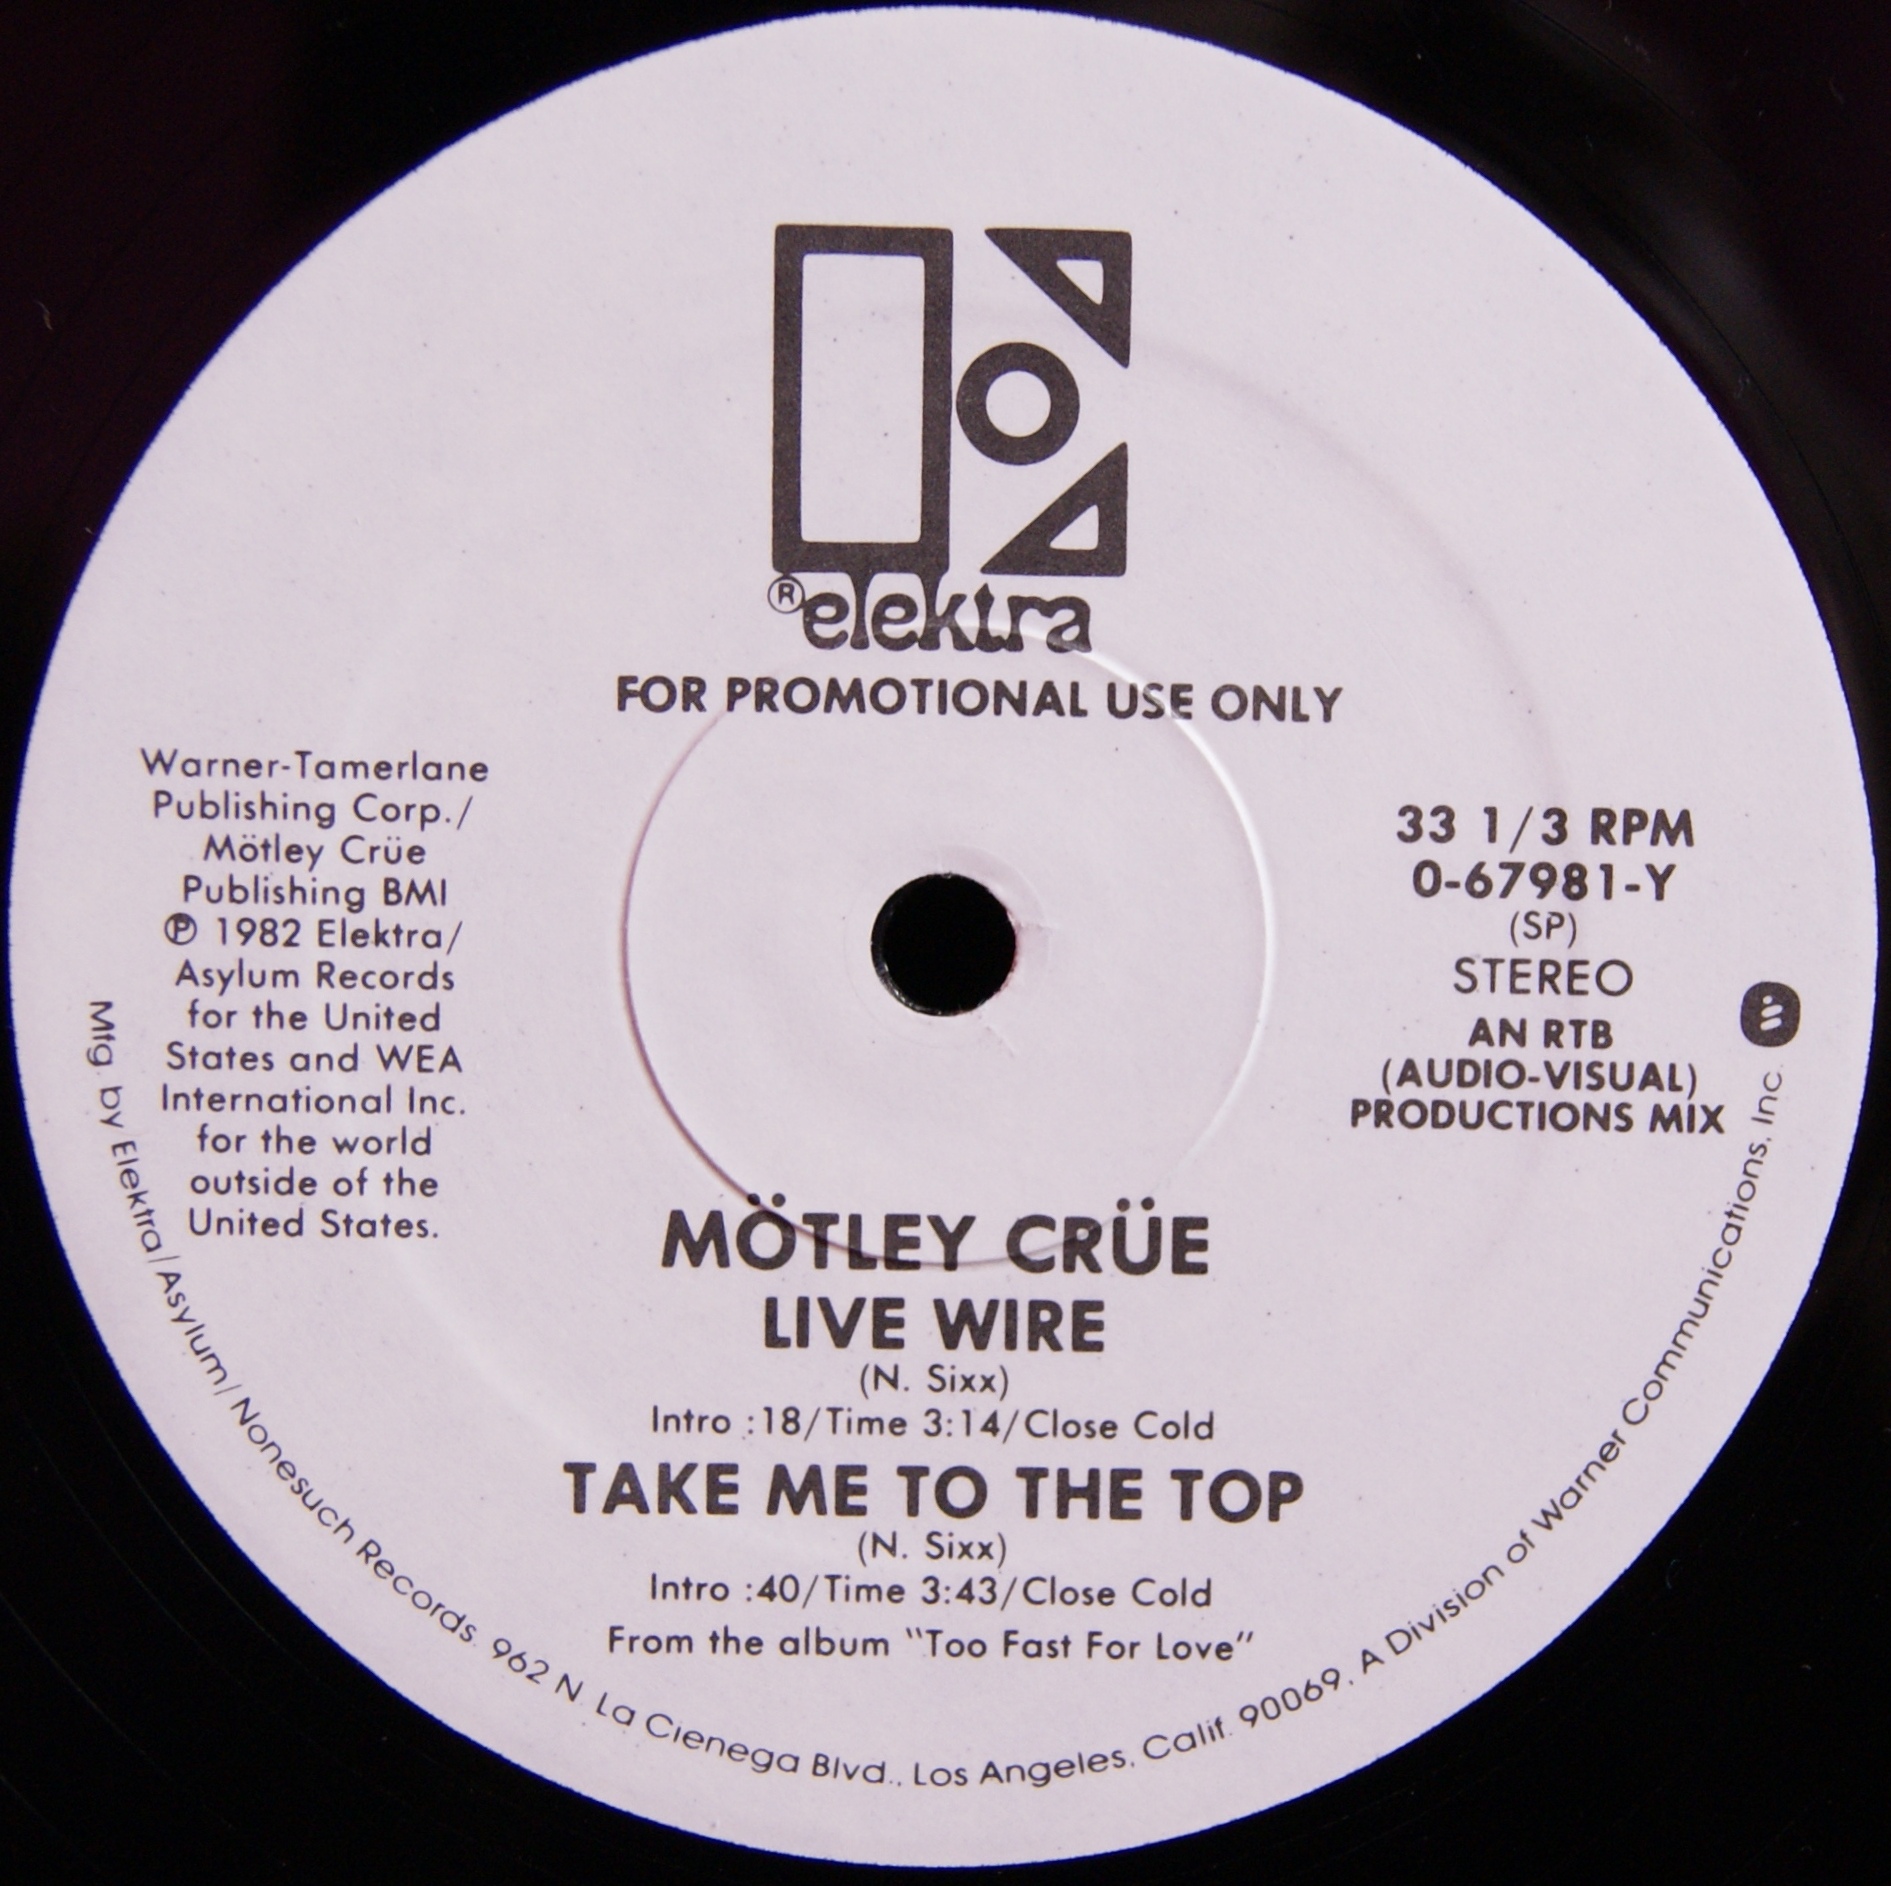 ® elektra
FOR PROMOTIONAL USE ONLY
Warner-Tamerlane
Publishing Corp./
Mötley Crüe
Publishing BMI
℗ 1982 Elektra/
Asylum Records
for the United
States and WEA
International Inc.
for the world
outside of the
United States.
33 1/3 RPM
0-67981-Y
(SP)
STEREO
AN RTB
(AUDIO-VISUAL)
PRODUCTIONS MIX
MÖTLEY CRÜE
LIVE WIRE
(N. Sixx)
Intro :18/Time 3:14/Close Cold
TAKE ME TO THE TOP
(N. Sixx)
Intro :40/Time 3:43/Close Cold
From the album "Too Fast For Love"
Mfg. by Elektra/Asylum/Nonesuch Records. 962 N. La Cienega Blvd., Los Angeles, Calif. 90069. A Division of Warner Communications, Inc.